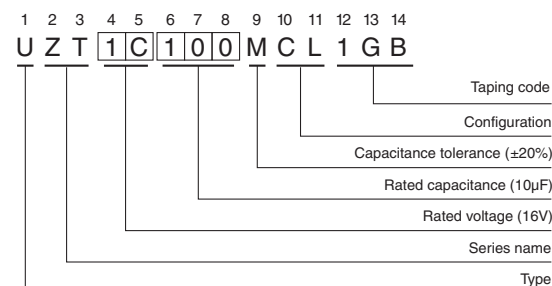 1 2 3 4 5 6 7 8 9 10 11 12 13 14
U Z T 1 C 1 0 0 M C L 1 G B
Taping code
Configuration
Capacitance tolerance (±20%)
Rated capacitance (10µF)
Rated voltage (16V)
Series name
Type